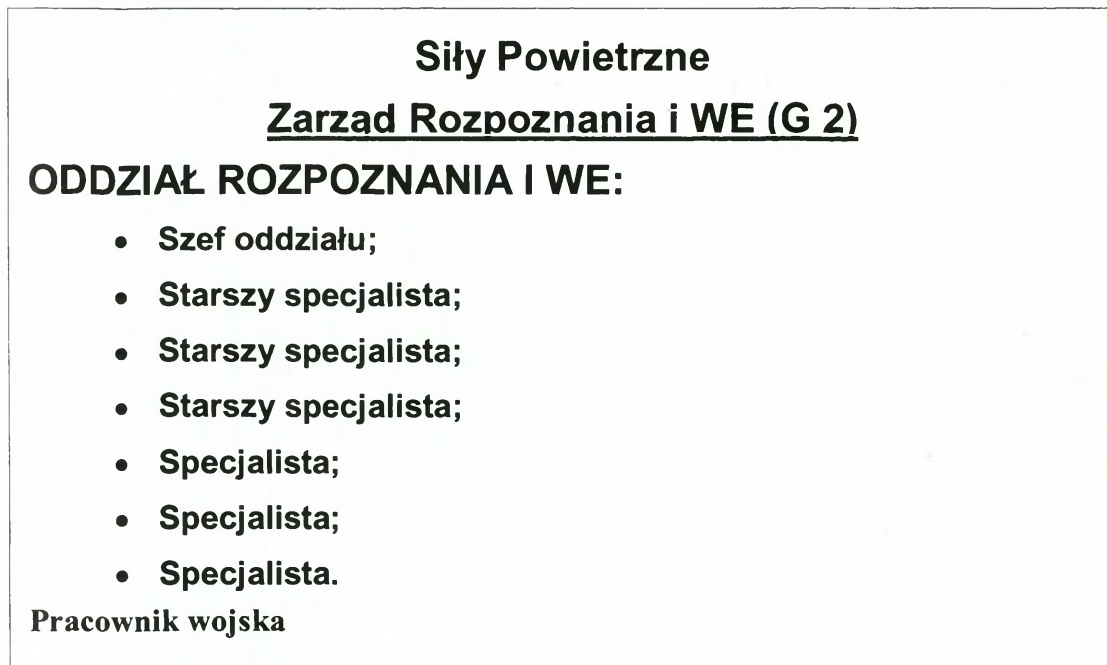 Siły Powietrzne
Zarząd Rozpoznania i WE (G 2)
ODDZIAŁ ROZPOZNANIA I WE:
• Szef oddziału;
• Starszy specjalista;
• Starszy specjalista;
• Starszy specjalista;
• Specjalista;
• Specjalista;
• Specjalista.
Pracownik wojska